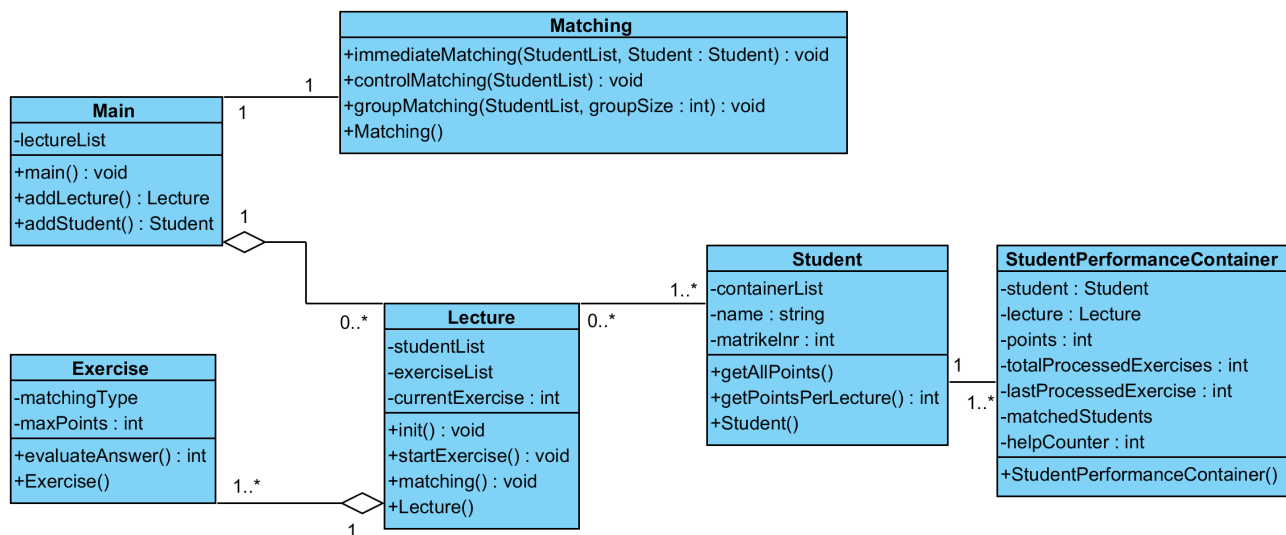 Matching
+immediateMatching(StudentList, Student : Student) : void
+controlMatching(StudentList) : void
+groupMatching(StudentList, groupSize : int) : void
+Matching()
1
1
Main
-lectureList
+main() : void
+addLecture() : Lecture
+addStudent() : Student
1
0..*
Lecture
-studentList
-exerciseList
-currentExercise : int
+init() : void
+startExercise() : void
+matching() : void
+Lecture()
0..*
1..*
Student
-containerList
-name : string
-matrikelnr : int
+getAllPoints()
+getPointsPerLecture() : int
+Student()
1
1..*
StudentPerformanceContainer
-student : Student
-lecture : Lecture
-points : int
-totalProcessedExercises : int
-lastProcessedExercise : int
-matchedStudents
-helpCounter : int
+StudentPerformanceContainer()
Exercise
-matchingType
-maxPoints : int
+evaluateAnswer() : int
+Exercise()
1..*
1